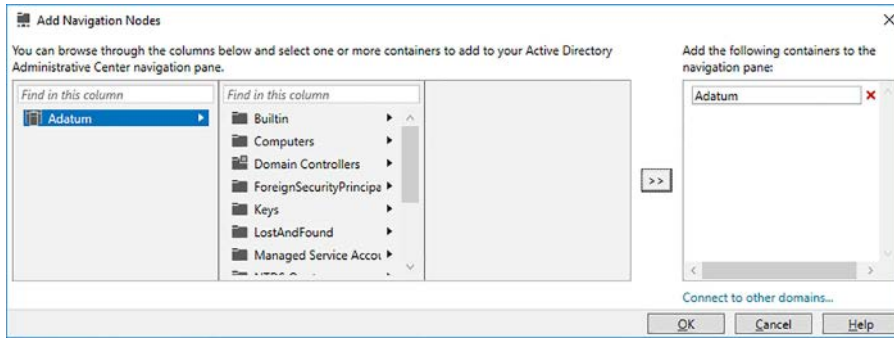 Add Navigation Nodes
You can browse through the columns below and select one or more containers to add to your Active Directory
Administrative Center navigation pane.
Add the following containers to the
navigation pane:
Find in this column
Find in this column
Adatum
Builtin
Computers
Domain Controllers
ForeignSecurityPrincipa
Keys
LostAndFound
Managed Service Accou
>>
Adatum
Connect to other domains...
OK
Cancel
Help